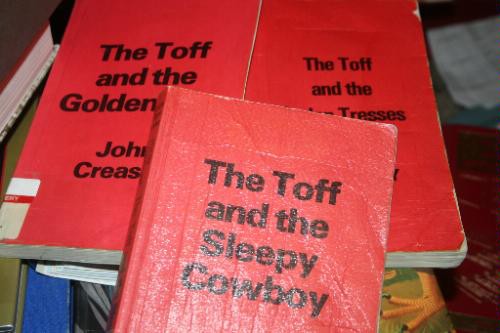 The Toff
and the
Golden
John
Creas
The Toff
and the
Tresses
The Toff
and the
Sleepy
Cowboy